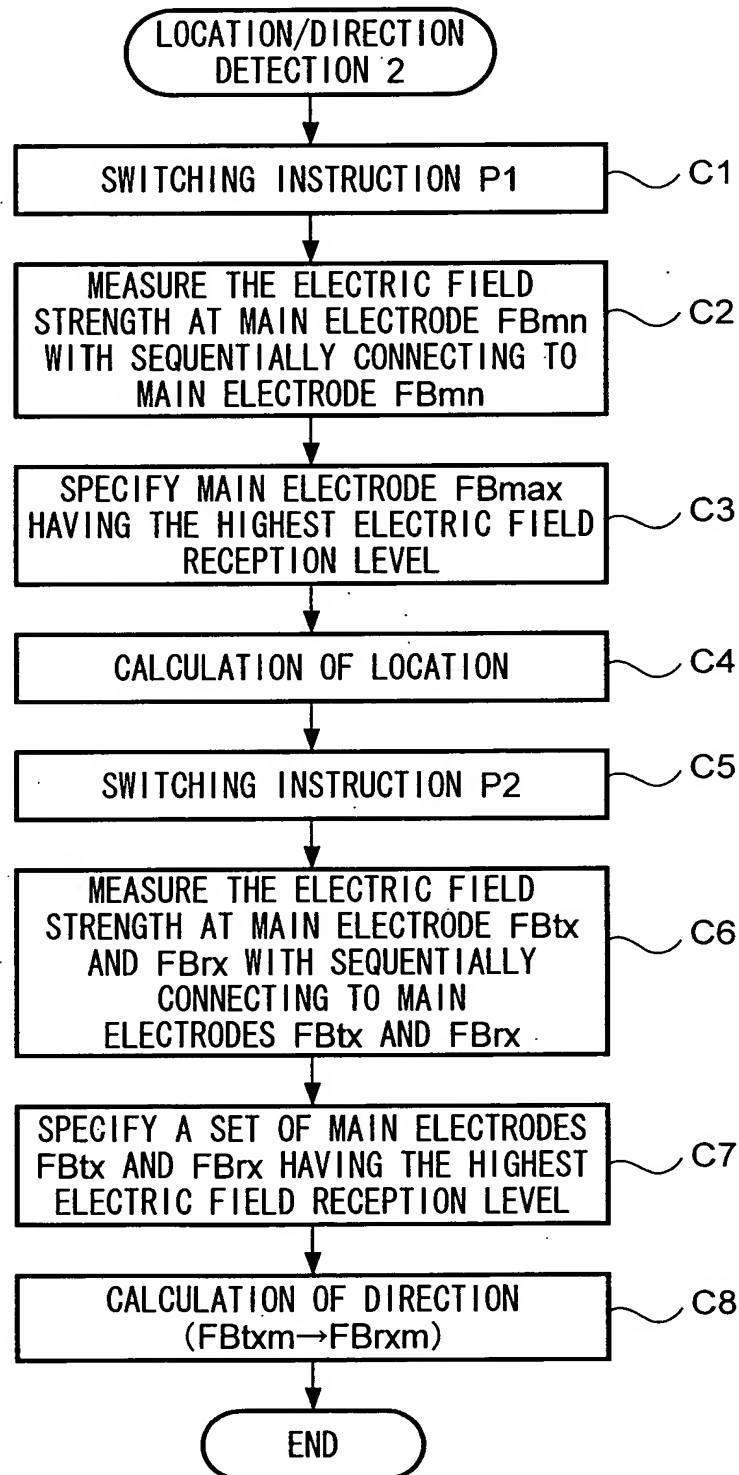 LOCATION/DIRECTION
DETECTION 2
SWITCHING INSTRUCTION P1
C1
MEASURE THE ELECTRIC FIELD
STRENGTH AT MAIN ELECTRODE FBmn
WITH SEQUENTIALLY CONNECTING TO
MAIN ELECTRODE FBmn
C2
SPECIFY MAIN ELECTRODE FBmax
HAVING THE HIGHEST ELECTRIC FIELD
RECEPTION LEVEL
C3
CALCULATION OF LOCATION
C4
SWITCHING INSTRUCTION P2
C5
MEASURE THE ELECTRIC FIELD
STRENGTH AT MAIN ELECTRODE FBtx
AND FBrx WITH SEQUENTIALLY
CONNECTING TO MAIN
ELECTRODES FBtx AND FBrx
C6
SPECIFY A SET OF MAIN ELECTRODES
FBtx AND FBrx HAVING THE HIGHEST
ELECTRIC FIELD RECEPTION LEVEL
C7
CALCULATION OF DIRECTION
(FBtxm→FBrxm)
C8
END